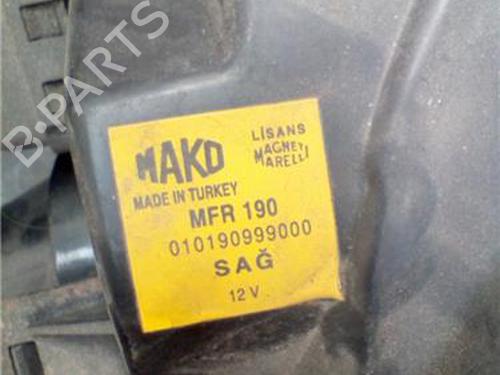 B-PARTS
MAKO
LİSANS
MAGNETI
MARELLI
MADE IN TURKEY
MFR 190
010190999000
SAĞ
12 V